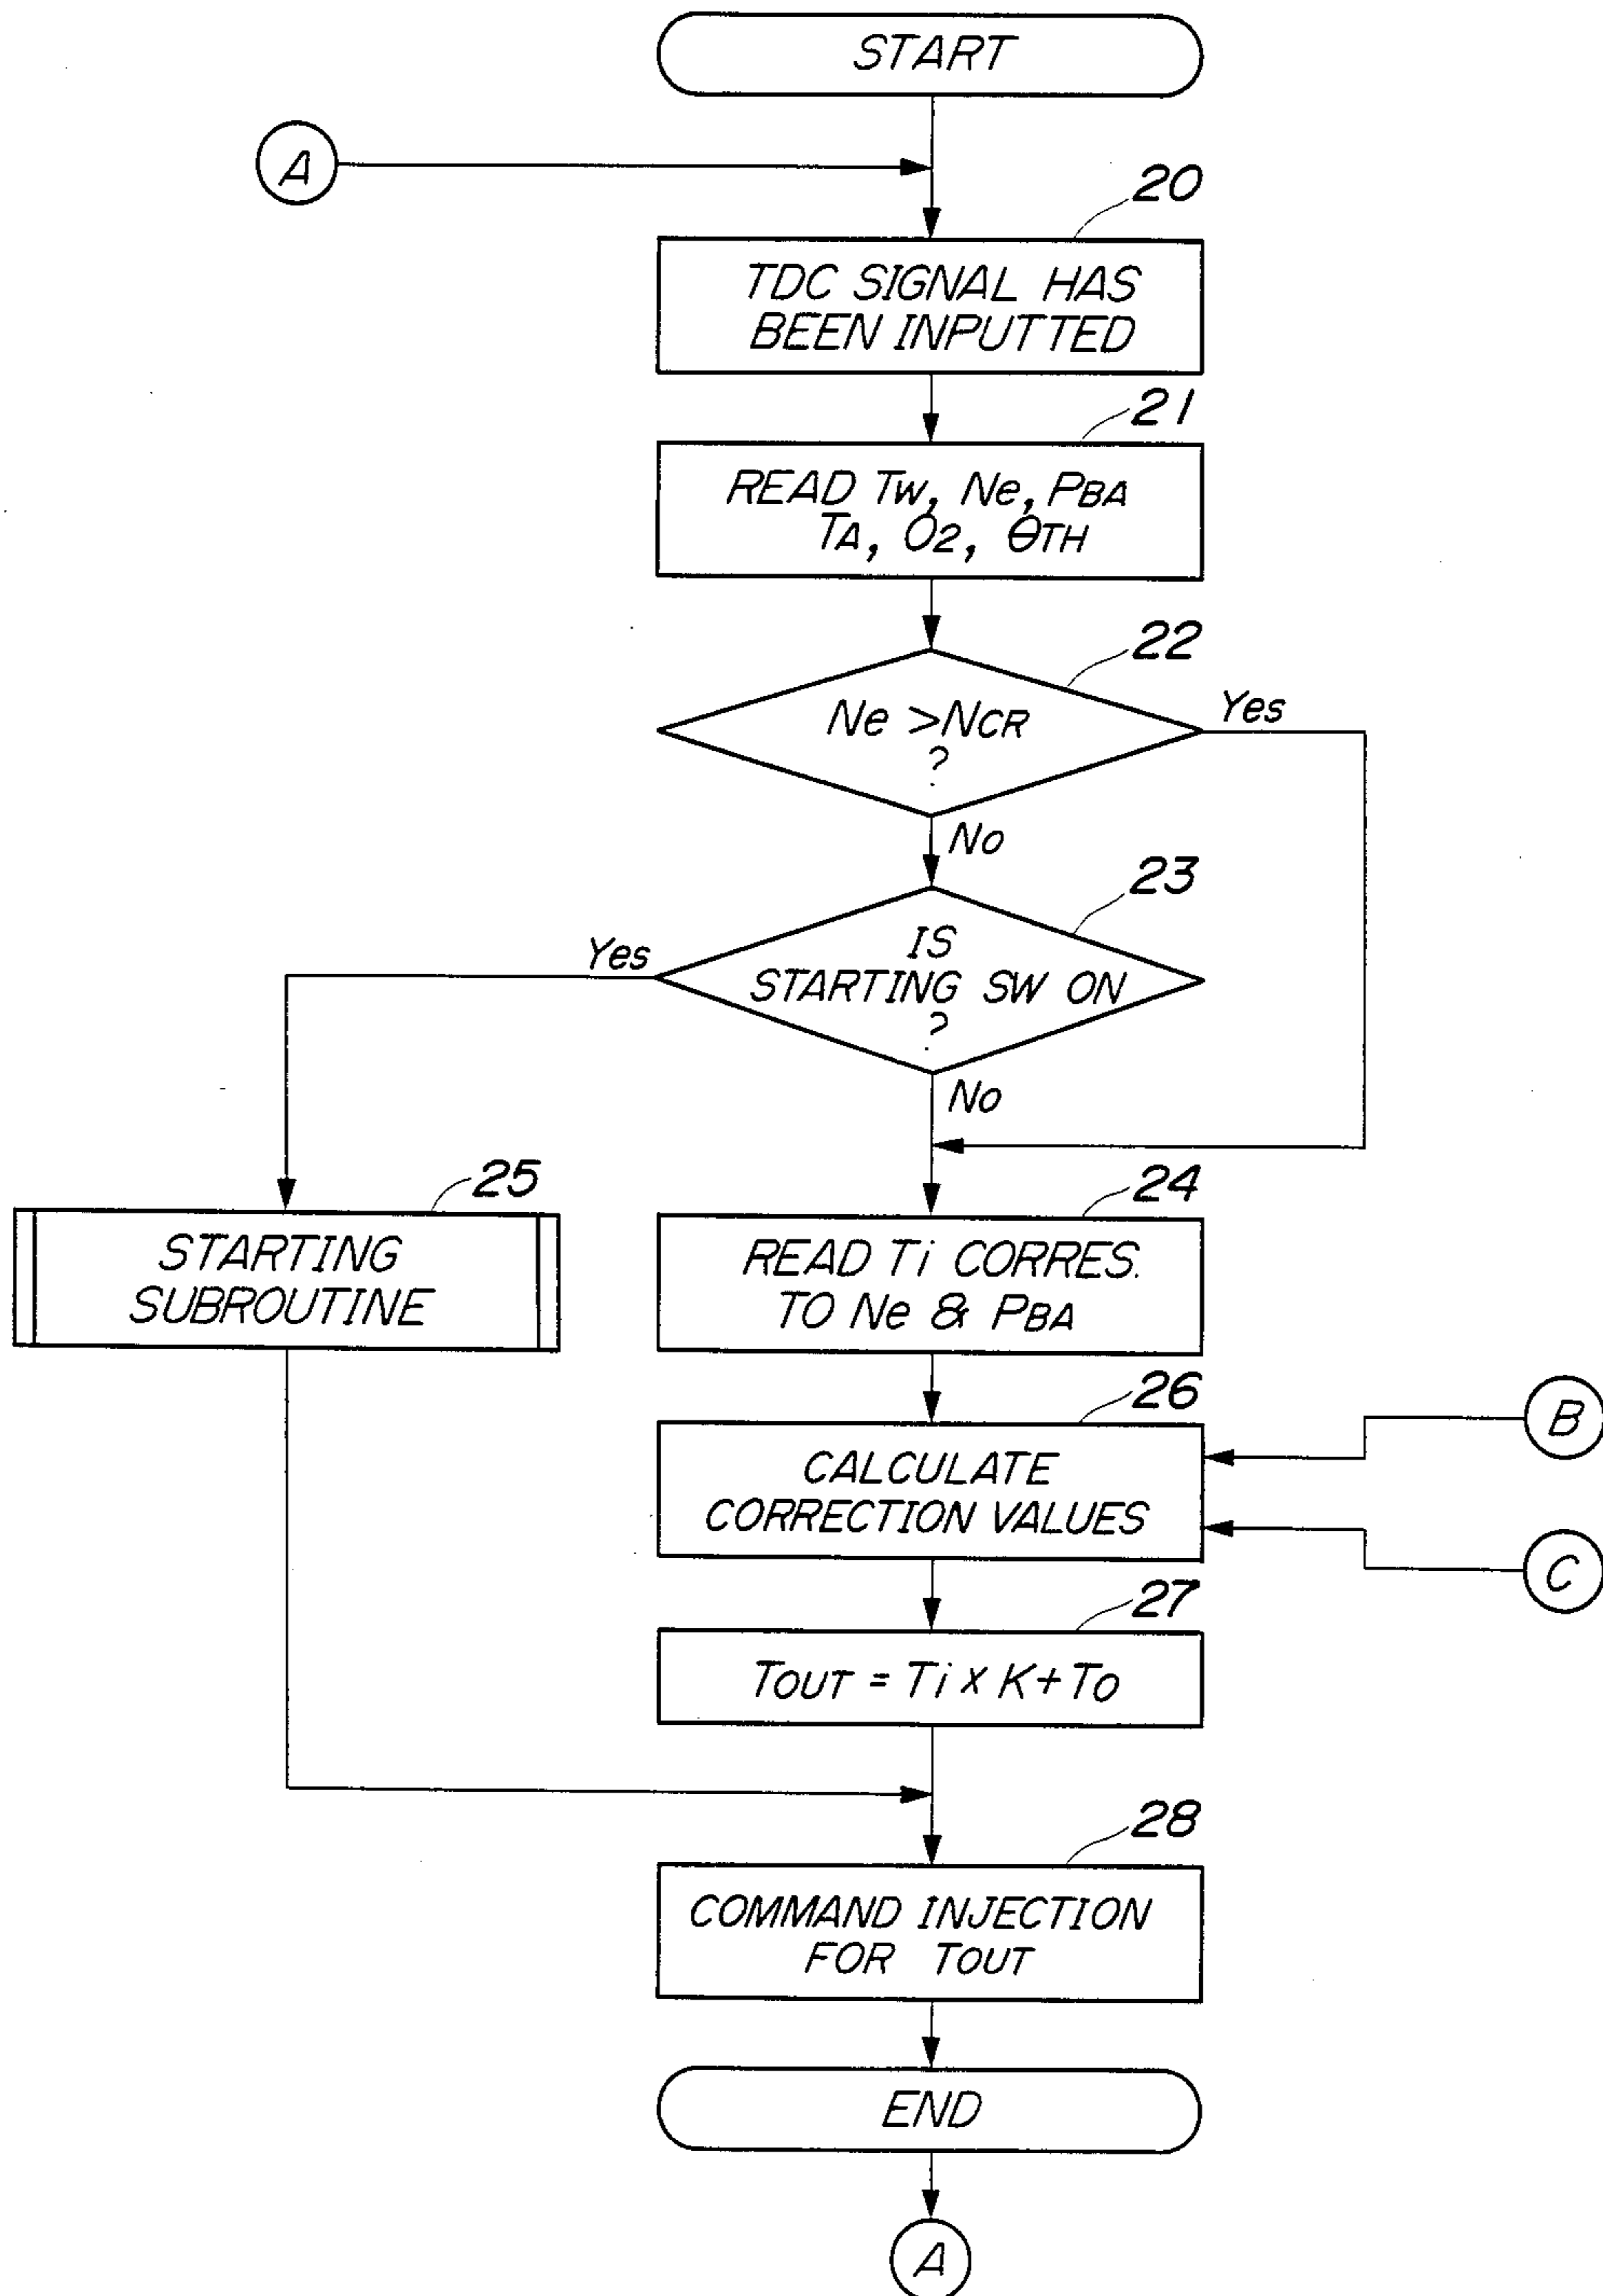 START
A
20
TDC SIGNAL HAS
BEEN INPUTTED
21
READ TW, Ne, PBA
TA, O2, θTH
22
Ne >NCR
?
Yes
No
23
IS
STARTING SW ON
?
Yes
No
25
STARTING
SUBROUTINE
24
READ Ti CORRES.
TO Ne & PBA
26
CALCULATE
CORRECTION VALUES
B
C
27
TOUT = Ti x K+TO
28
COMMAND INJECTION
FOR TOUT
END
A